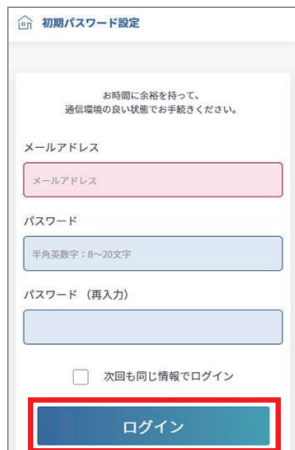 初期パスワード設定
お時間に余裕を持って、
通信環境の良い状態でお手続きください。
メールアドレス
メールアドレス
パスワード
半角英数字：8～20文字
パスワード （再入力）
次回も同じ情報でログイン
ログイン